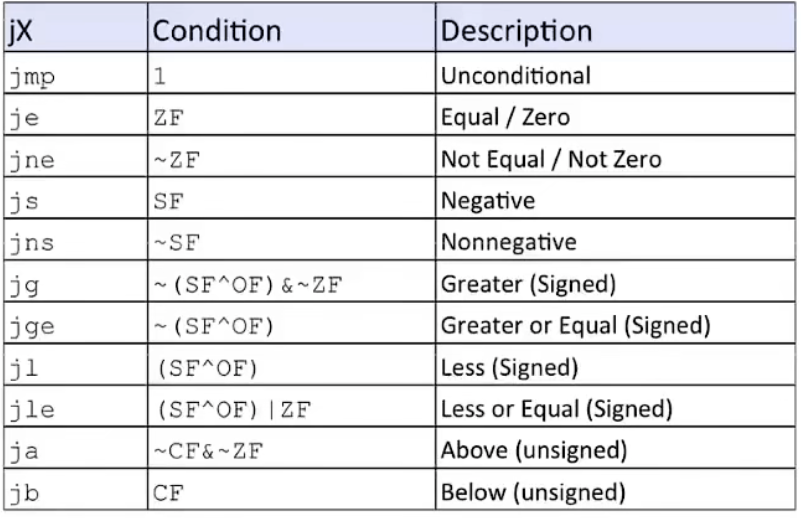 jX Condition Description
jmp 1 Unconditional
je ZF Equal / Zero
jne ~ZF Not Equal / Not Zero
js SF Negative
jns ~SF Nonnegative
jg ~(SF^OF)&~ZF Greater (Signed)
jge ~(SF^OF) Greater or Equal (Signed)
jl (SF^OF) Less (Signed)
jle (SF^OF)|ZF Less or Equal (Signed)
ja ~CF&~ZF Above (unsigned)
jb CF Below (unsigned)